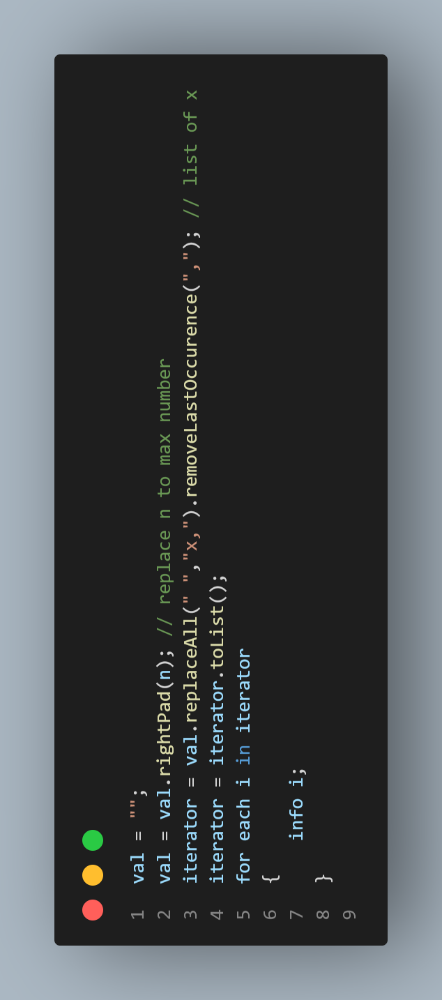 1 val = "";
2 val = val.rightPad(n); // replace n to max number
3 iterator = val.replaceAll(" ","x,").removeLastOccurence(","); // list of x
4 iterator = iterator.toList();
5 for each i in iterator
6 {
7     info i;
8 }
9